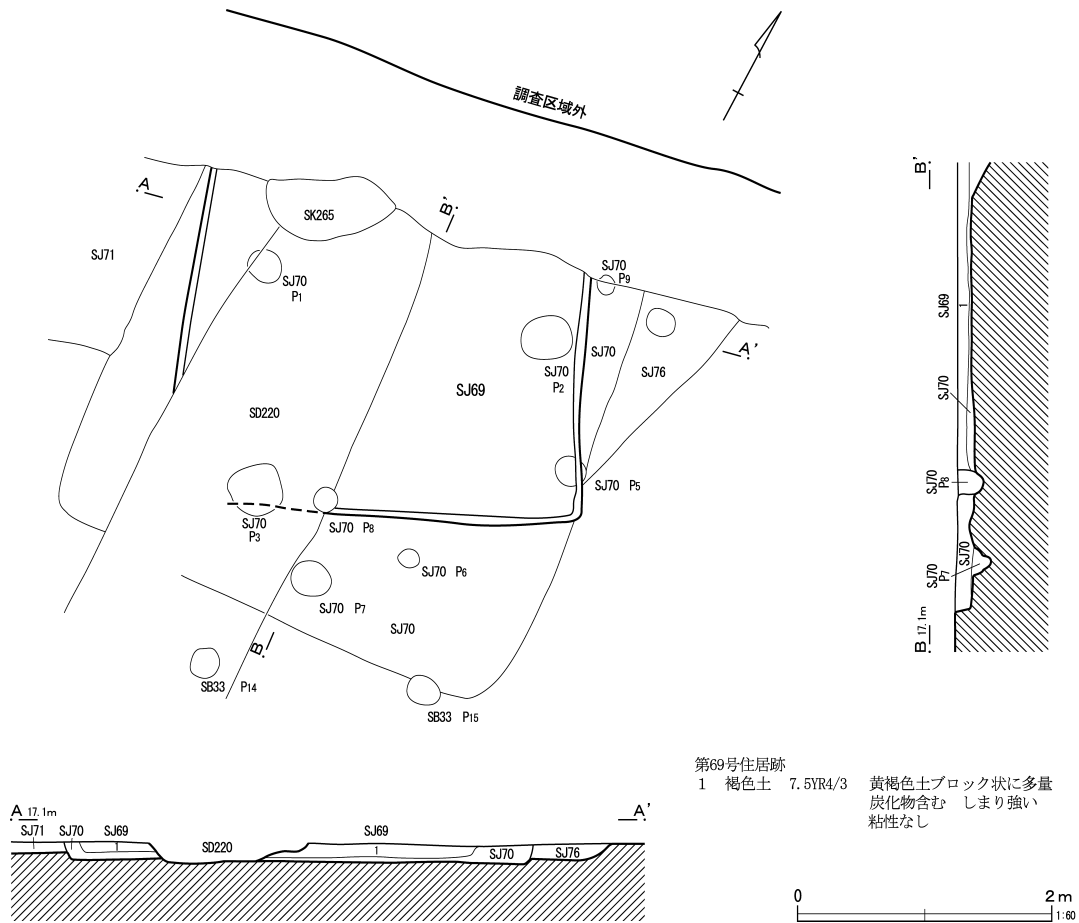 調査区域外
A
B'
SK265
SJ71
SJ70
P1
SJ70
P9
A'
SJ70
P2
SJ70
SJ76
SJ69
SD220
SJ70
P3
SJ70 P8
SJ70 P5
SJ70 P6
SJ70 P7
SJ70
B
SB33 P14
SB33 P15
B'
SJ69
1
SJ70
SJ70
P8
SJ70
SJ70
P7
B 17.1m
第69号住居跡
1 褐色土 7.5YR4/3 黄褐色土ブロック状に多量
炭化物含む しまり強い
粘性なし
A 17.1m
A'
SJ71 SJ70 SJ69 SJ69
1 SD220 1 SJ70 SJ76
0 2m
1:60